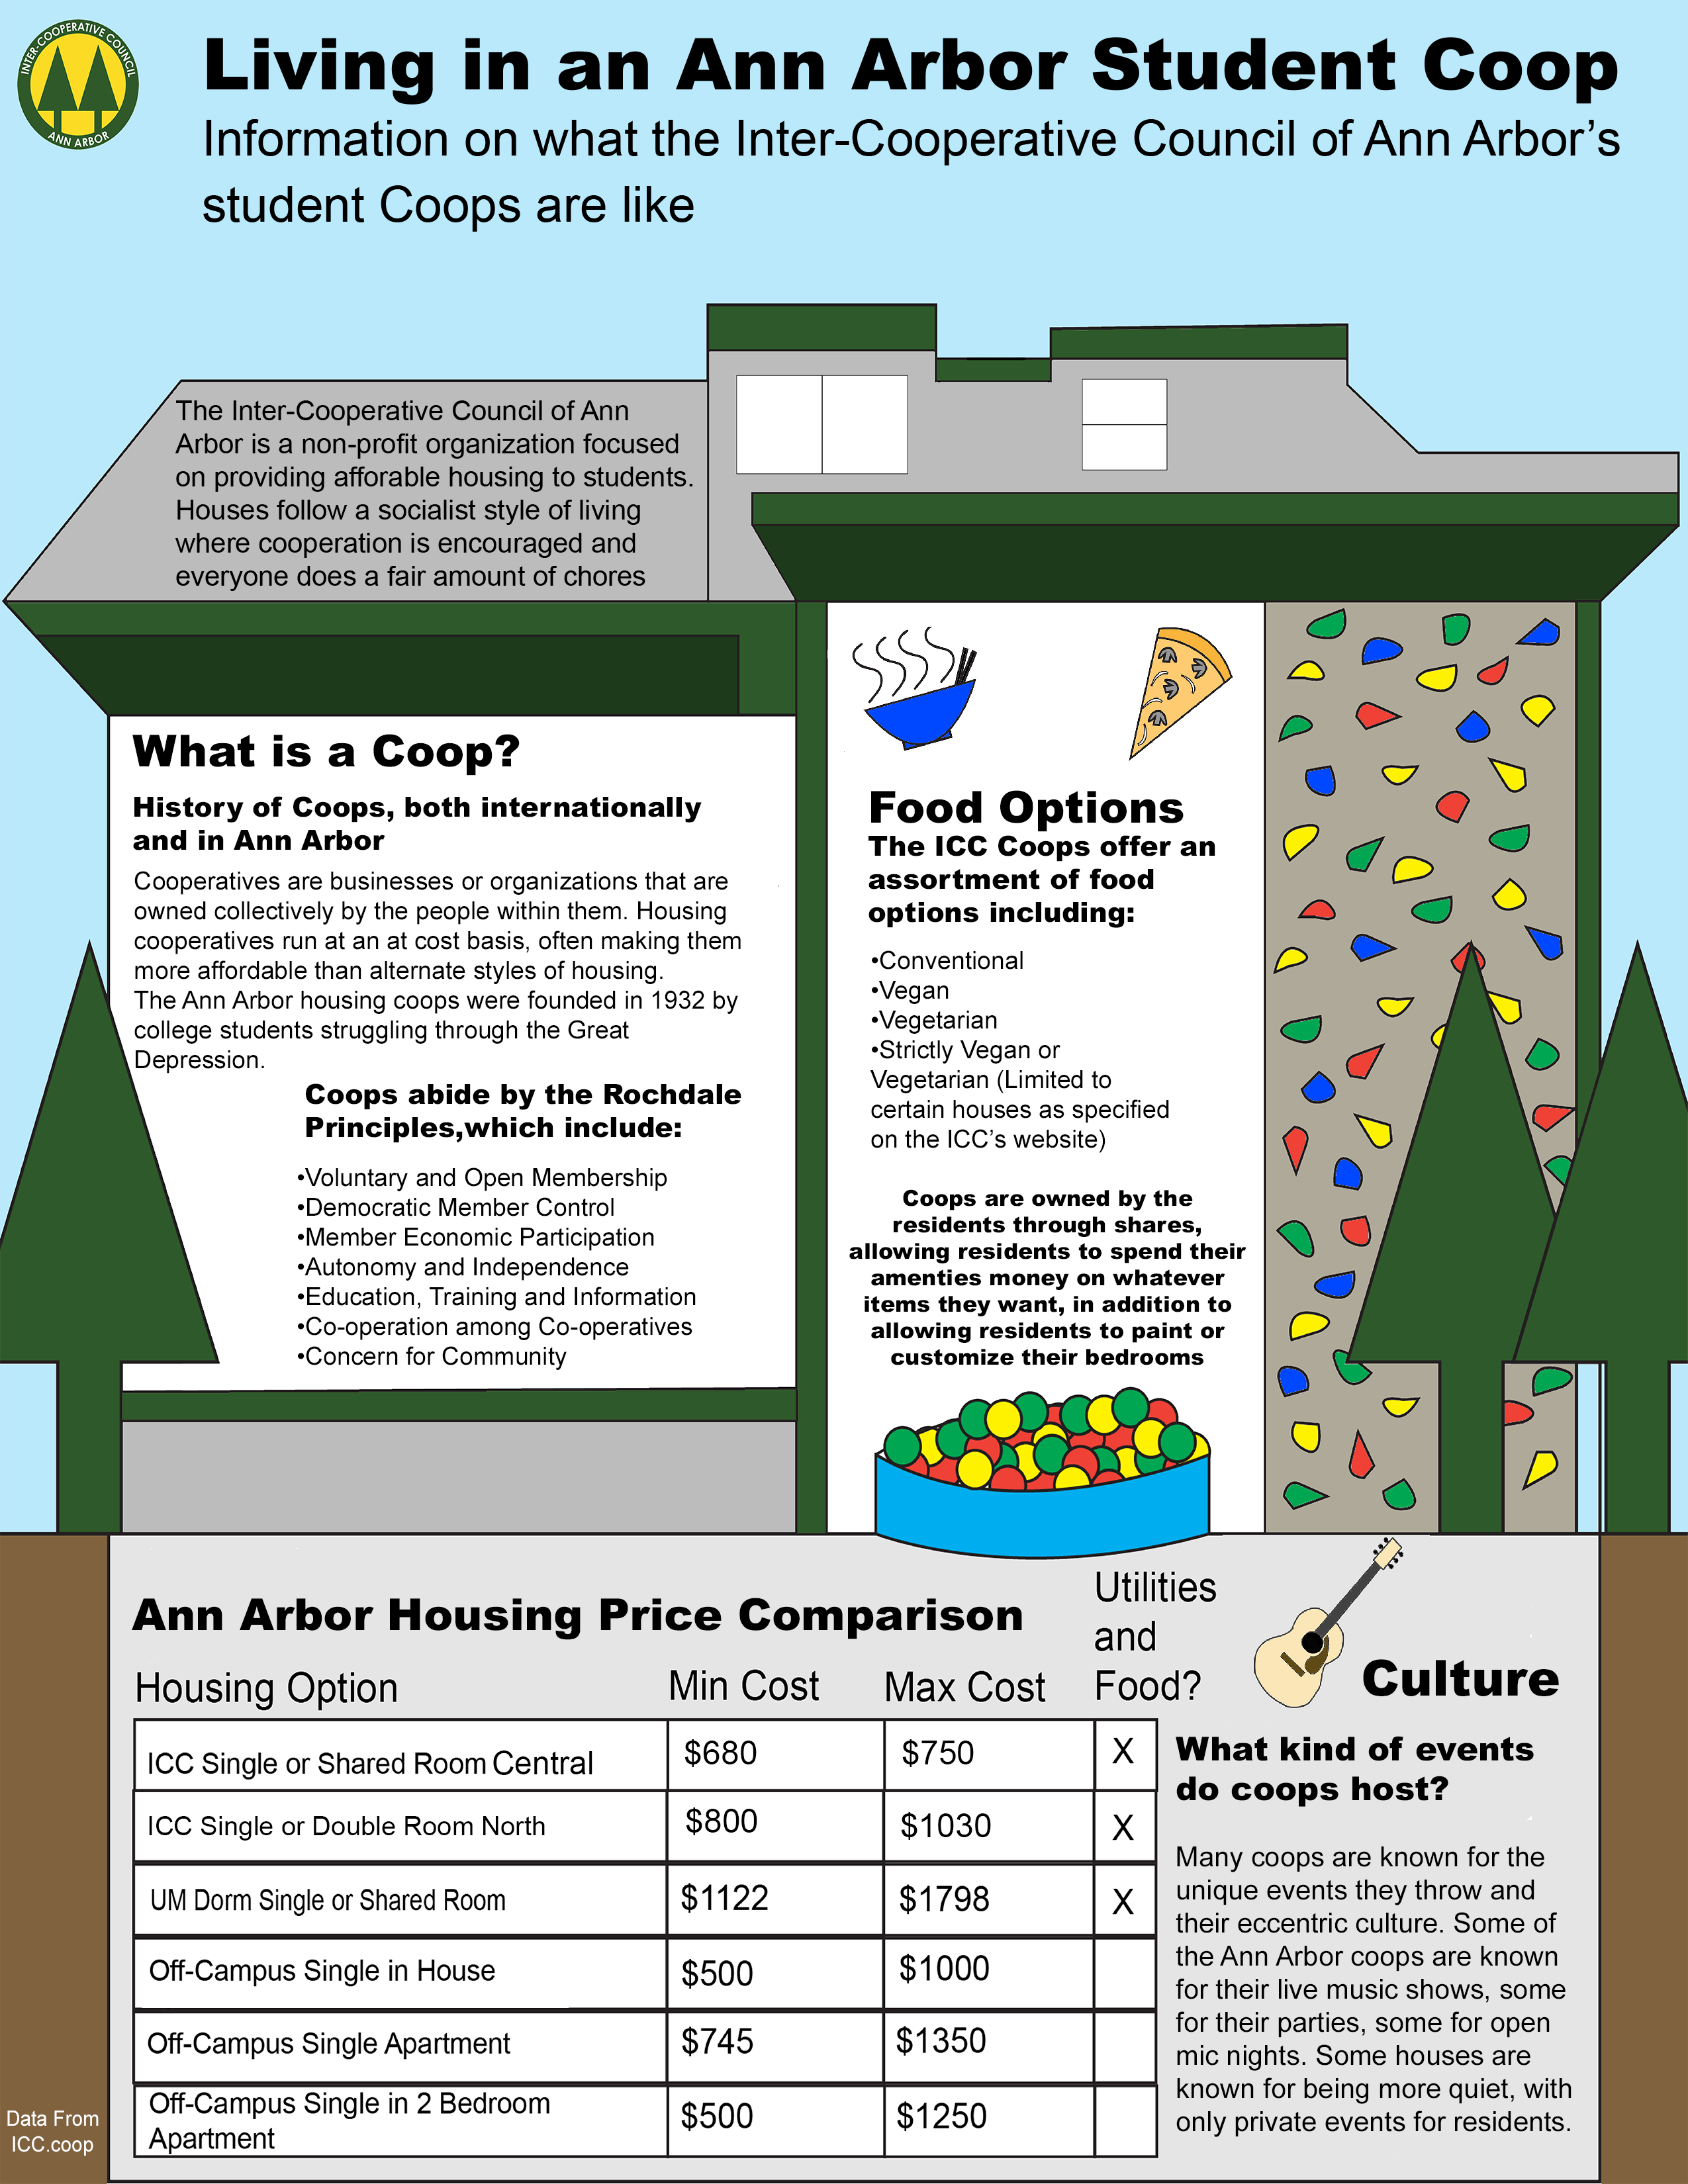 INTER-COOPERATIVE COUNCIL
ANN ARBOR
Living in an Ann Arbor Student Coop
Information on what the Inter-Cooperative Council of Ann Arbor’s
student Coops are like
The Inter-Cooperative Council of Ann
Arbor is a non-profit organization focused
on providing afforable housing to students.
Houses follow a socialist style of living
where cooperation is encouraged and
everyone does a fair amount of chores
What is a Coop?
History of Coops, both internationally
and in Ann Arbor
Cooperatives are businesses or organizations that are
owned collectively by the people within them. Housing
cooperatives run at an at cost basis, often making them
more affordable than alternate styles of housing.
The Ann Arbor housing coops were founded in 1932 by
college students struggling through the Great
Depression.
Coops abide by the Rochdale
Principles,which include:
•Voluntary and Open Membership
•Democratic Member Control
•Member Economic Participation
•Autonomy and Independence
•Education, Training and Information
•Co-operation among Co-operatives
•Concern for Community
Food Options
The ICC Coops offer an
assortment of food
options including:
•Conventional
•Vegan
•Vegetarian
•Strictly Vegan or
Vegetarian (Limited to
certain houses as specified
on the ICC’s website)
Coops are owned by the
residents through shares,
allowing residents to spend their
amenties money on whatever
items they want, in addition to
allowing residents to paint or
customize their bedrooms
Ann Arbor Housing Price Comparison
Housing Option Min Cost Max Cost Utilities and Food?
ICC Single or Shared Room Central $680 $750 X
ICC Single or Double Room North $800 $1030 X
UM Dorm Single or Shared Room $1122 $1798 X
Off-Campus Single in House $500 $1000
Off-Campus Single Apartment $745 $1350
Off-Campus Single in 2 Bedroom
Apartment $500 $1250
Culture
What kind of events
do coops host?
Many coops are known for the
unique events they throw and
their eccentric culture. Some of
the Ann Arbor coops are known
for their live music shows, some
for their parties, some for open
mic nights. Some houses are
known for being more quiet, with
only private events for residents.
Data From
ICC.coop